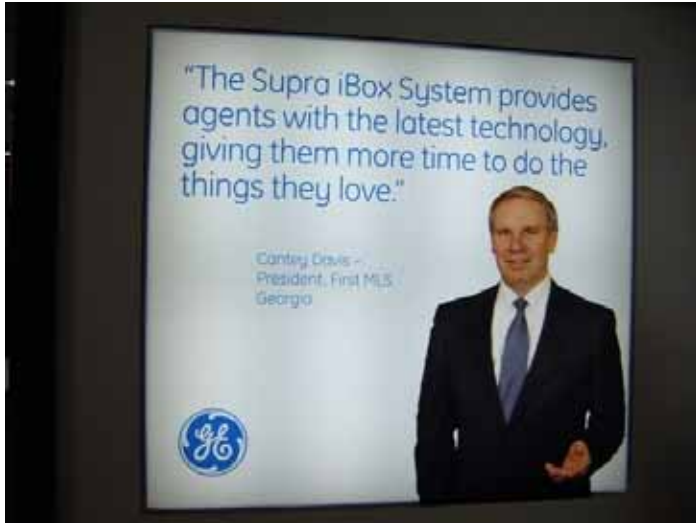 “The Supra iBox System provides
agents with the latest technology,
giving them more time to do the
things they love.”
Cantey Davis –
President, First MLS
Georgia
GE